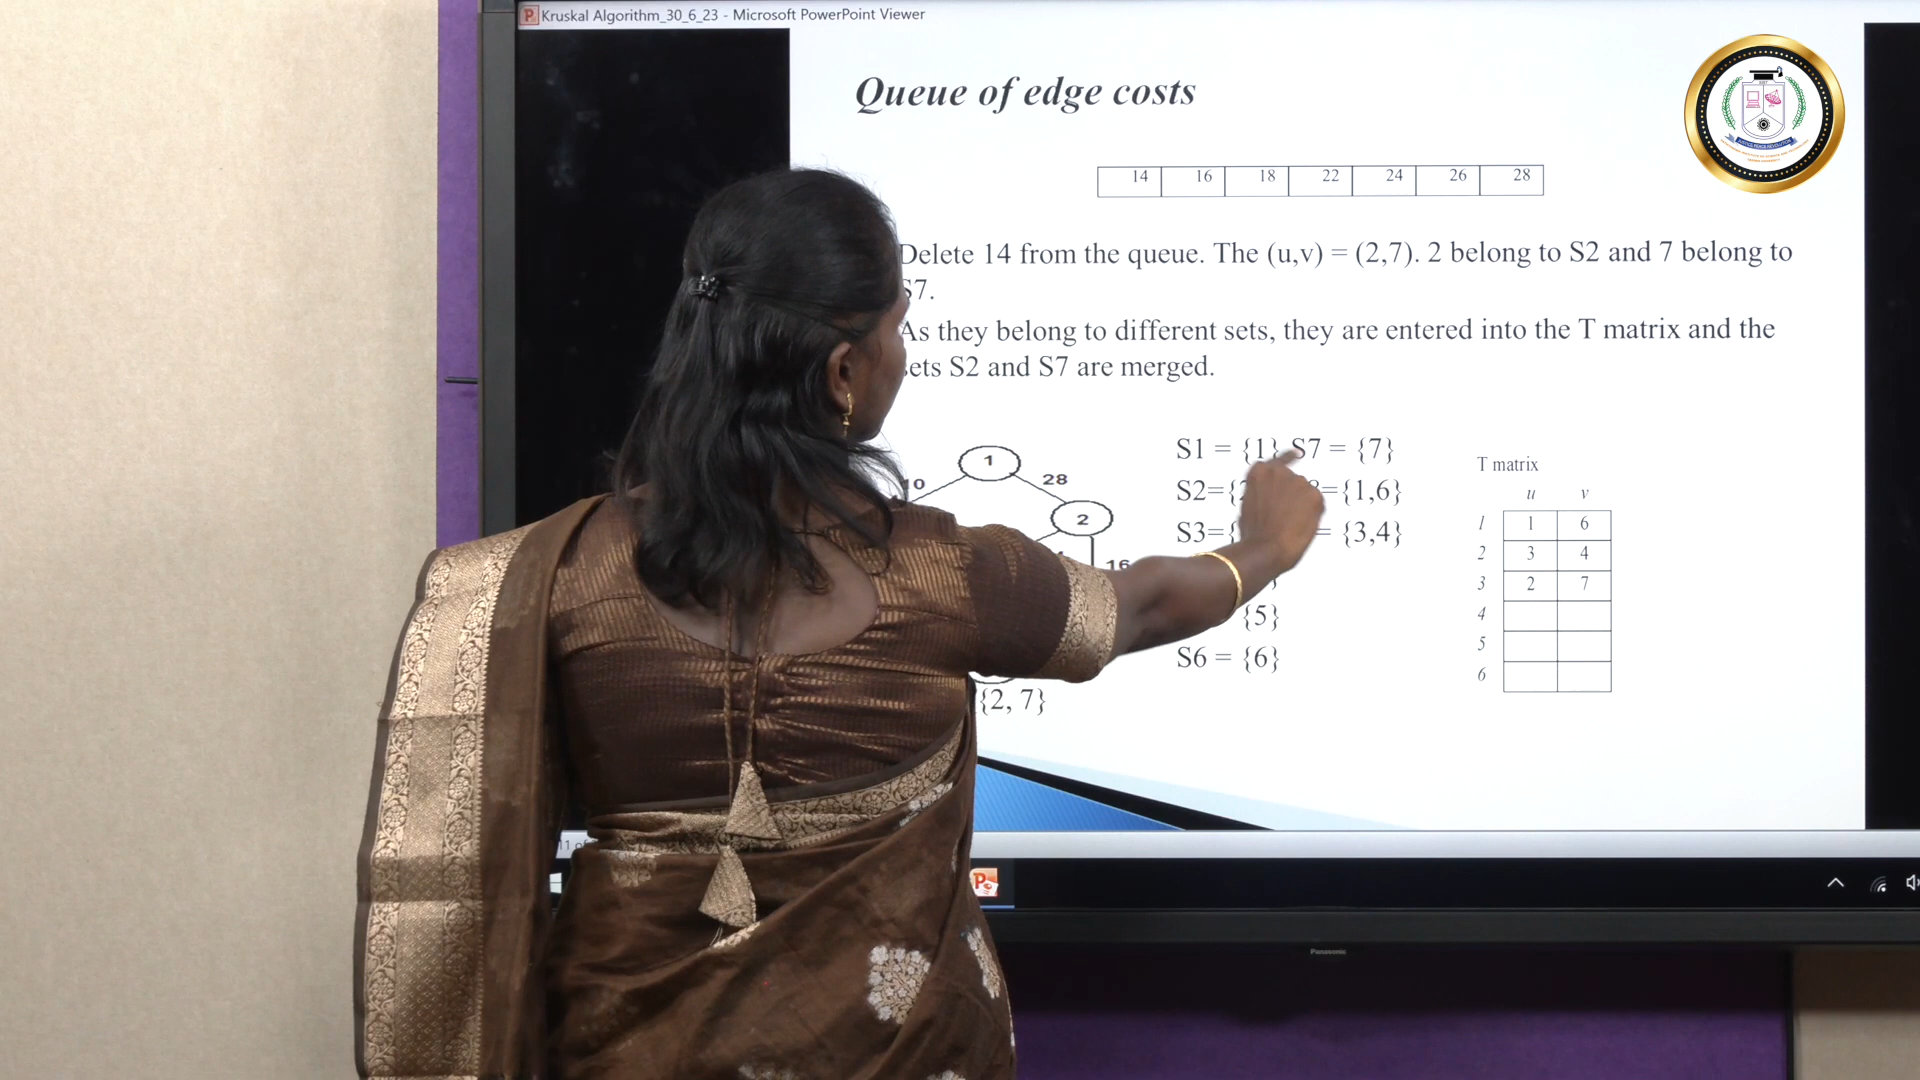 Kruskal Algorithm_30_6_23 - Microsoft PowerPoint Viewer
Queue of edge costs
14 16 18 22 24 26 28
Delete 14 from the queue. The (u,v) = (2,7). 2 belong to S2 and 7 belong to
S7.
As they belong to different sets, they are entered into the T matrix and the
sets S2 and S7 are merged.
1
10 28
2
16
{2, 7}
S1 = {1} S7 = {7}
S2={ ={1,6}
S3={ = {3,4}
{5}
S6 = {6}
T matrix
u v
1 1 6
2 3 4
3 2 7
4
5
6
Panasonic